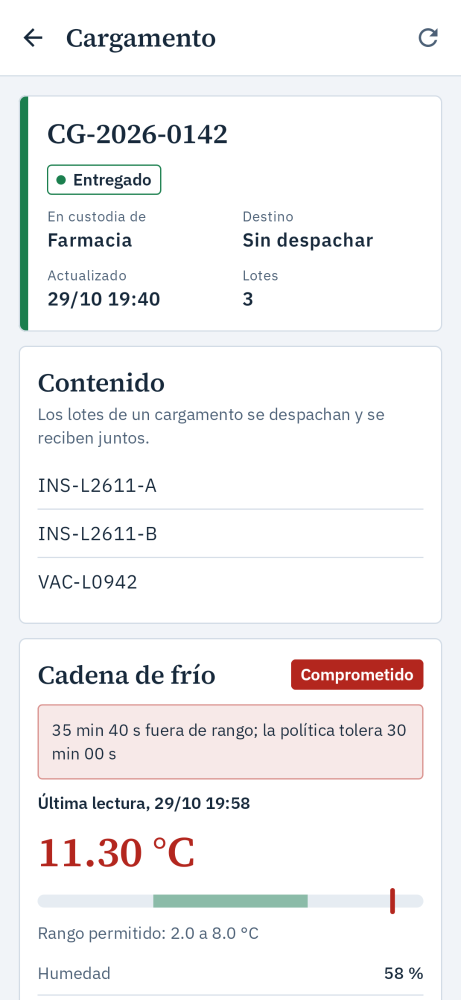 Cargamento
CG-2026-0142
Entregado
En custodia de
Farmacia
Destino
Sin despachar
Actualizado
29/10 19:40
Lotes
3
Contenido
Los lotes de un cargamento se despachan y se
reciben juntos.
INS-L2611-A
INS-L2611-B
VAC-L0942
Cadena de frío
Comprometido
35 min 40 s fuera de rango; la política tolera 30
min 00 s
Última lectura, 29/10 19:58
11.30 °C
Rango permitido: 2.0 a 8.0 °C
Humedad
58 %